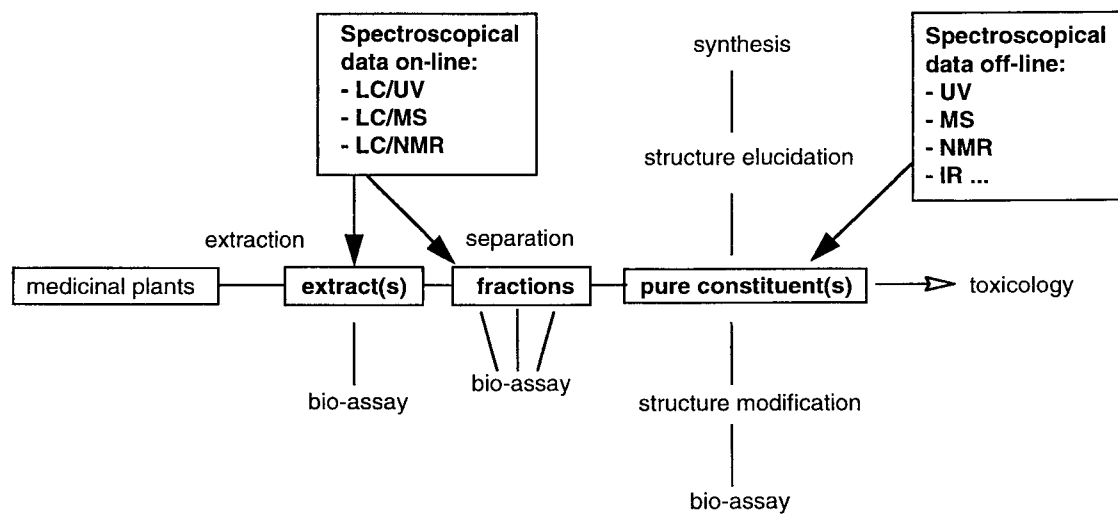 Spectroscopical
data on-line:
- LC/UV
- LC/MS
- LC/NMR
synthesis
structure elucidation
Spectroscopical
data off-line:
- UV
- MS
- NMR
- IR ...
extraction
separation
medicinal plants
extract(s)
fractions
pure constituent(s)
toxicology
bio-assay
bio-assay
structure modification
bio-assay